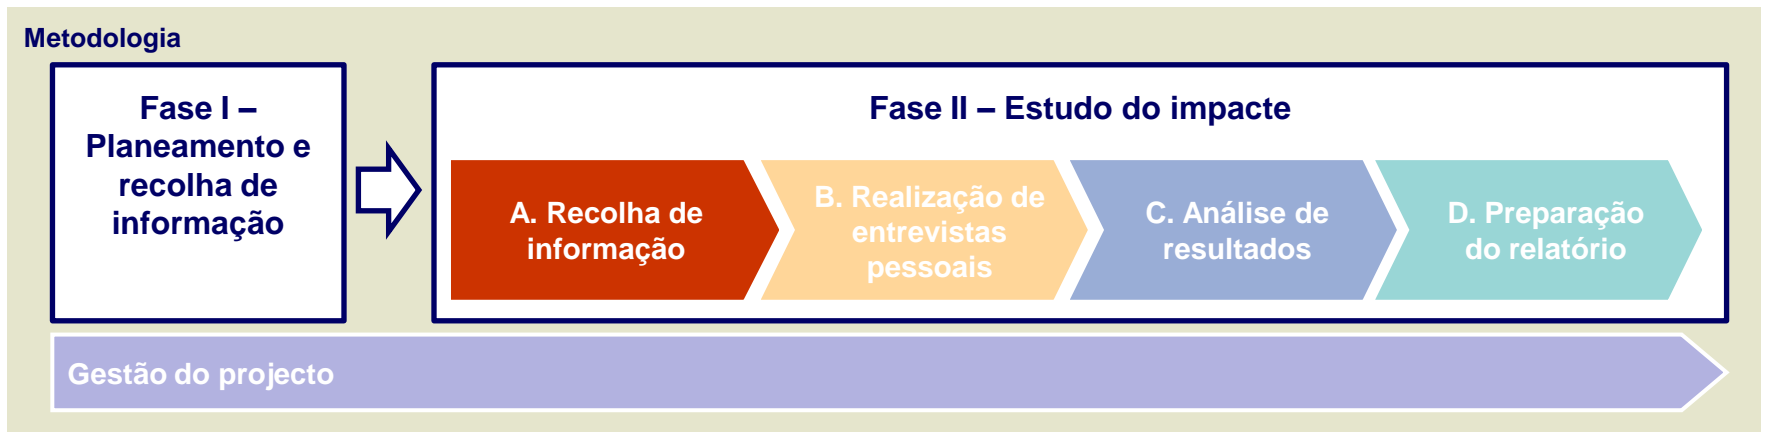 Metodologia
Fase I –
Planeamento e
recolha de
informação
Fase II – Estudo do impacte
A. Recolha de
informação
B. Realização de
entrevistas
pessoais
C. Análise de
resultados
D. Preparação
do relatório
Gestão do projecto